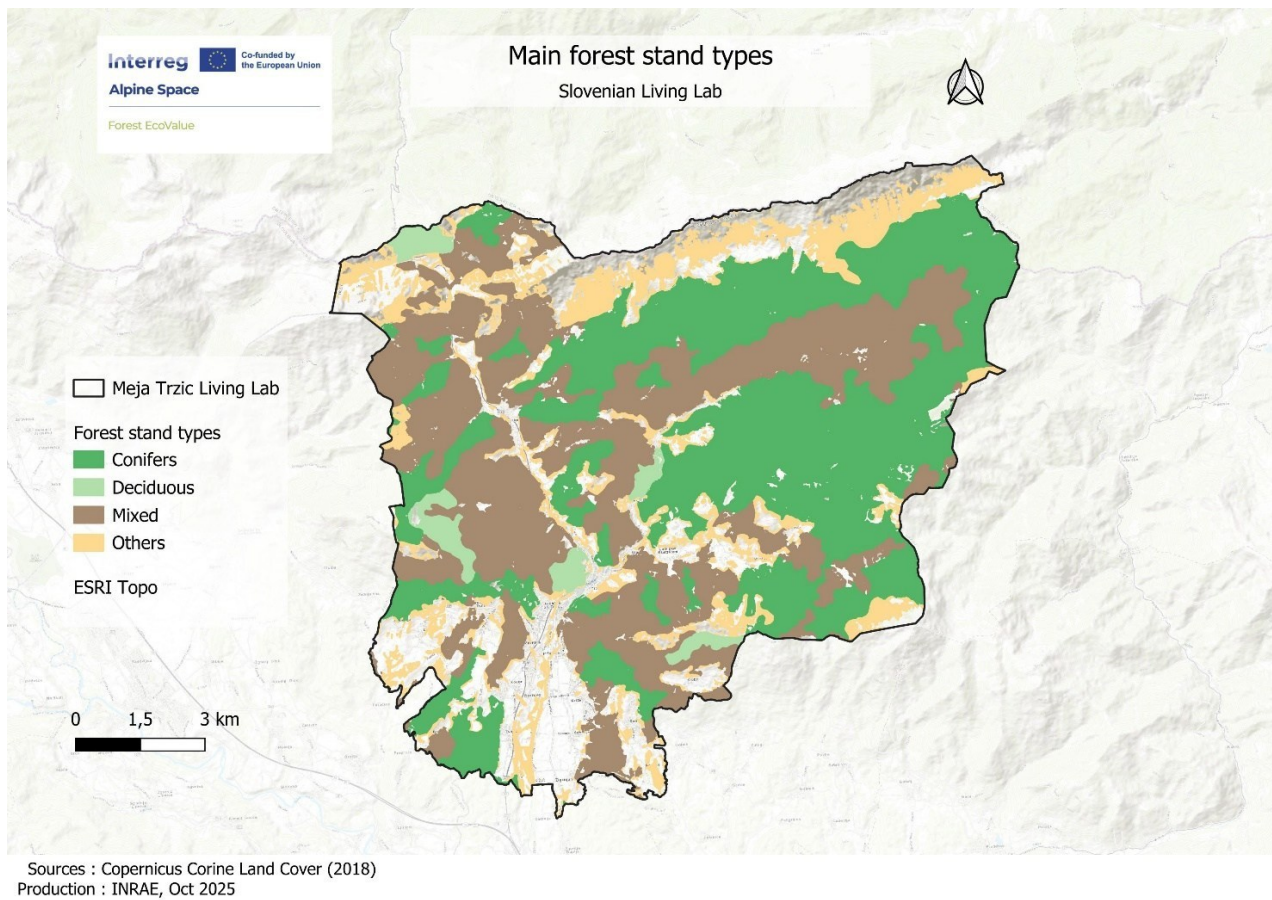 Interreg
Co-funded by
the European Union
Alpine Space
Forest EcoValue
Main forest stand types
Slovenian Living Lab
Meja Trzic Living Lab
Forest stand types
Conifers
Deciduous
Mixed
Others
ESRI Topo
0 1,5 3 km
Sources : Copernicus Corine Land Cover (2018)
Production : INRAE, Oct 2025